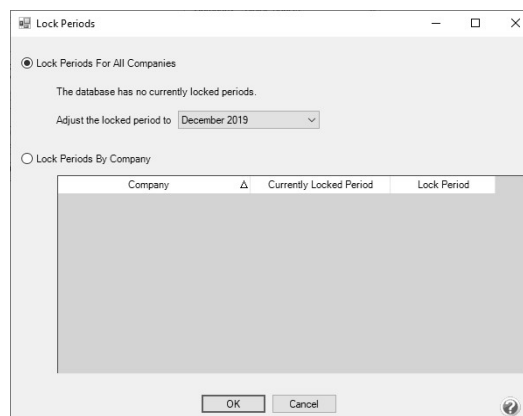 Lock Periods
Lock Periods For All Companies
The database has no currently locked periods.
Adjust the locked period to December 2019
Lock Periods By Company
Company Currently Locked Period Lock Period
OK Cancel